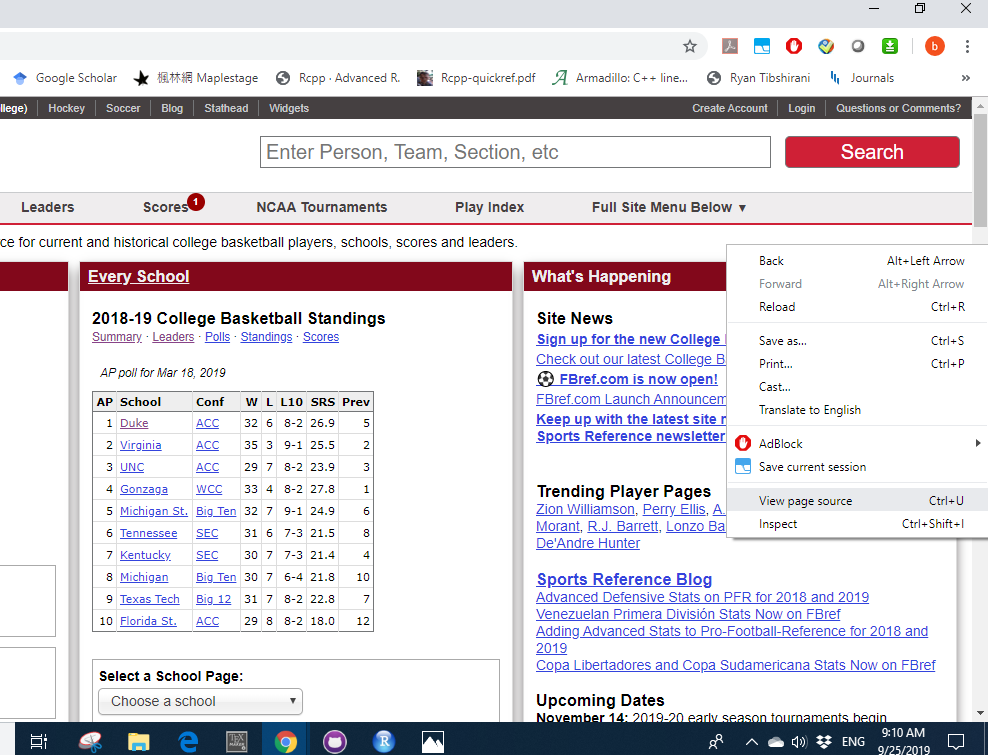 b
Google Scholar 楓林網 Maplestage Rcpp · Advanced R. Rcpp-quickref.pdf Armadillo: C++ line... Ryan Tibshirani Journals »
llege) Hockey Soccer Blog Stathead Widgets Create Account Login Questions or Comments?
Enter Person, Team, Section, etc Search
Leaders Scores 1 NCAA Tournaments Play Index Full Site Menu Below ▼
ce for current and historical college basketball players, schools, scores and leaders.
Every School
2018-19 College Basketball Standings
Summary · Leaders · Polls · Standings · Scores
AP poll for Mar 18, 2019
AP School Conf W L L10 SRS Prev
1 Duke ACC 32 6 8-2 26.9 5
2 Virginia ACC 35 3 9-1 25.5 2
3 UNC ACC 29 7 8-2 23.9 3
4 Gonzaga WCC 33 4 8-2 27.8 1
5 Michigan St. Big Ten 32 7 9-1 24.9 6
6 Tennessee SEC 31 6 7-3 21.5 8
7 Kentucky SEC 30 7 7-3 21.4 4
8 Michigan Big Ten 30 7 6-4 21.8 10
9 Texas Tech Big 12 31 7 8-2 22.8 7
10 Florida St. ACC 29 8 8-2 18.0 12
Select a School Page:
Choose a school
What's Happening
Site News
Sign up for the new College
Check out our latest College B
FBref.com is now open!
FBref.com Launch Announcem
Keep up with the latest site n
Sports Reference newsletter
Trending Player Pages
Zion Williamson, Perry Ellis, A.
Morant, R.J. Barrett, Lonzo Ba
De'Andre Hunter
Sports Reference Blog
Advanced Defensive Stats on PFR for 2018 and 2019
Venezuelan Primera División Stats Now on FBref
Adding Advanced Stats to Pro-Football-Reference for 2018 and
2019
Copa Libertadores and Copa Sudamericana Stats Now on FBref
Upcoming Dates
November 14: 2019-20 early season tournaments begin
Back Alt+Left Arrow
Forward Alt+Right Arrow
Reload Ctrl+R
Save as... Ctrl+S
Print... Ctrl+P
Cast...
Translate to English
AdBlock
Save current session
View page source Ctrl+U
Inspect Ctrl+Shift+I
R ENG 9:10 AM
9/25/2019